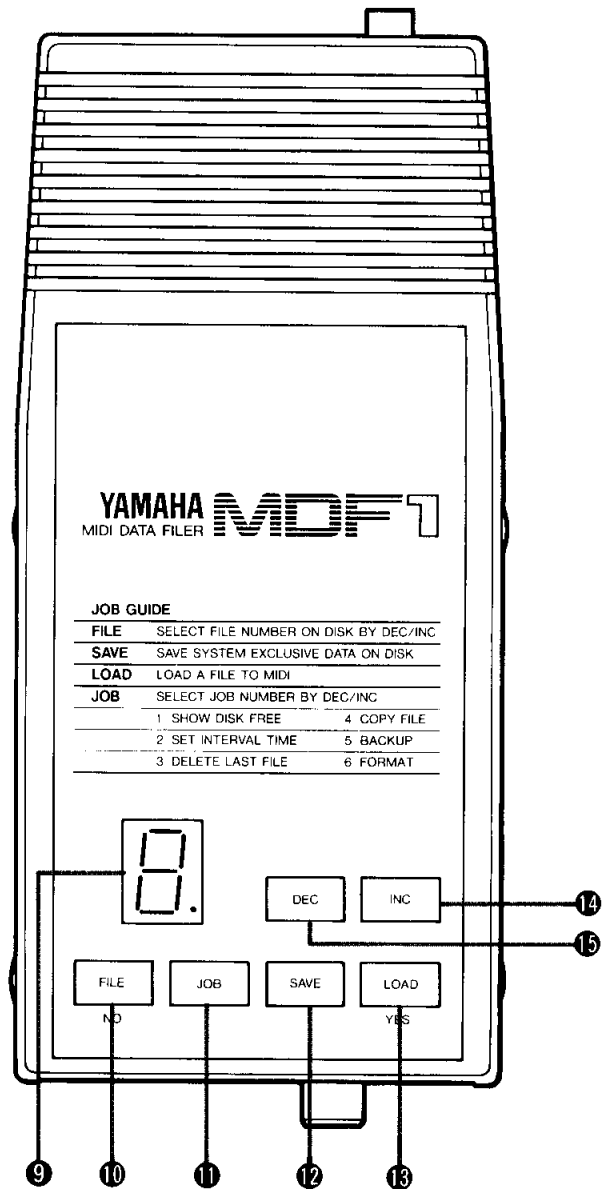 YAMAHA MDF1
MIDI DATA FILER
JOB GUIDE
FILE SELECT FILE NUMBER ON DISK BY DEC/INC
SAVE SAVE SYSTEM EXCLUSIVE DATA ON DISK
LOAD LOAD A FILE TO MIDI
JOB SELECT JOB NUMBER BY DEC/INC
1 SHOW DISK FREE 4 COPY FILE
2 SET INTERVAL TIME 5 BACKUP
3 DELETE LAST FILE 6 FORMAT
8.
DEC INC
14
15
FILE JOB SAVE LOAD
NO YES
9 10 11 12 13